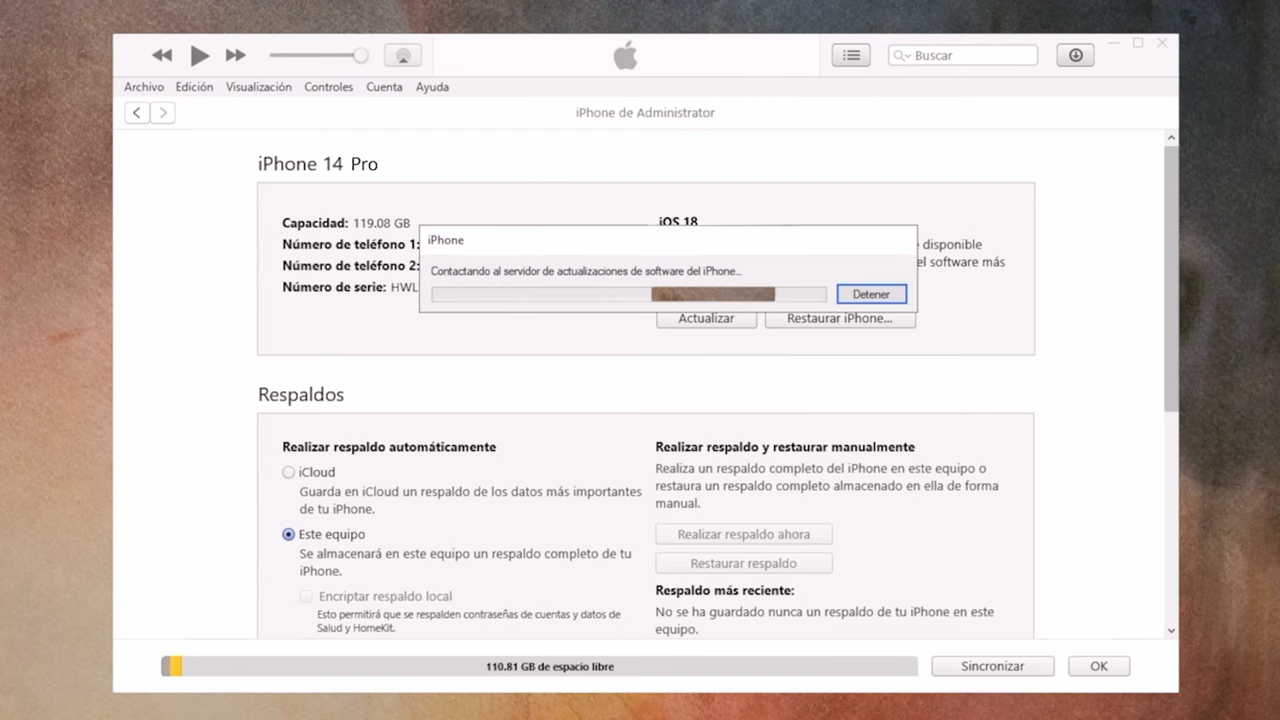 Buscar
Archivo Edición Visualización Controles Cuenta Ayuda
iPhone de Administrator
iPhone 14 Pro
Capacidad: 119.08 GB
Número de teléfono 1:
Número de teléfono 2:
Número de serie: HWL
iOS 18
disponible
el software más
iPhone
Contactando al servidor de actualizaciones de software del iPhone...
Detener
Actualizar
Restaurar iPhone...
Respaldos
Realizar respaldo automáticamente
iCloud
Guarda en iCloud un respaldo de los datos más importantes
de tu iPhone.
Este equipo
Se almacenará en este equipo un respaldo completo de tu
iPhone.
Encriptar respaldo local
Esto permitirá que se respalden contraseñas de cuentas y datos de
Salud y HomeKit.
Realizar respaldo y restaurar manualmente
Realiza un respaldo completo del iPhone en este equipo o
restaura un respaldo completo almacenado en ella de forma
manual.
Realizar respaldo ahora
Restaurar respaldo
Respaldo más reciente:
No se ha guardado nunca un respaldo de tu iPhone en este
equipo.
110.81 GB de espacio libre
Sincronizar
OK